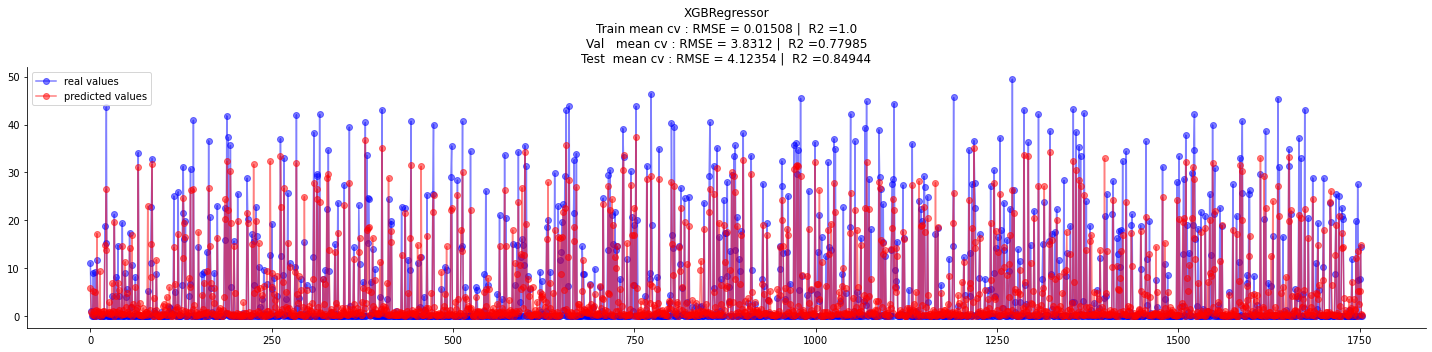 XGBRegressor
Train mean cv : RMSE = 0.01508 |  R2 =1.0
Val   mean cv : RMSE = 3.8312 |  R2 =0.77985
Test  mean cv : RMSE = 4.12354 |  R2 =0.84944
real values
predicted values
50
40
30
20
10
0
0 250 500 750 1000 1250 1500 1750